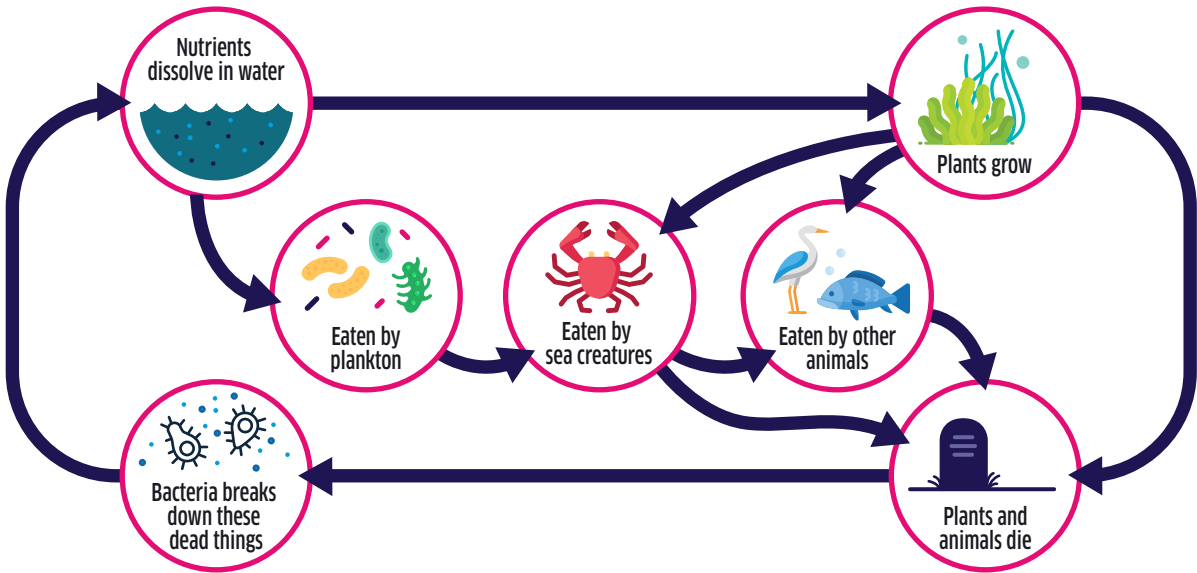 Nutrients
dissolve in water
Plants grow
Eaten by
plankton
Eaten by
sea creatures
Eaten by other
animals
Bacteria breaks
down these
dead things
Plants and
animals die